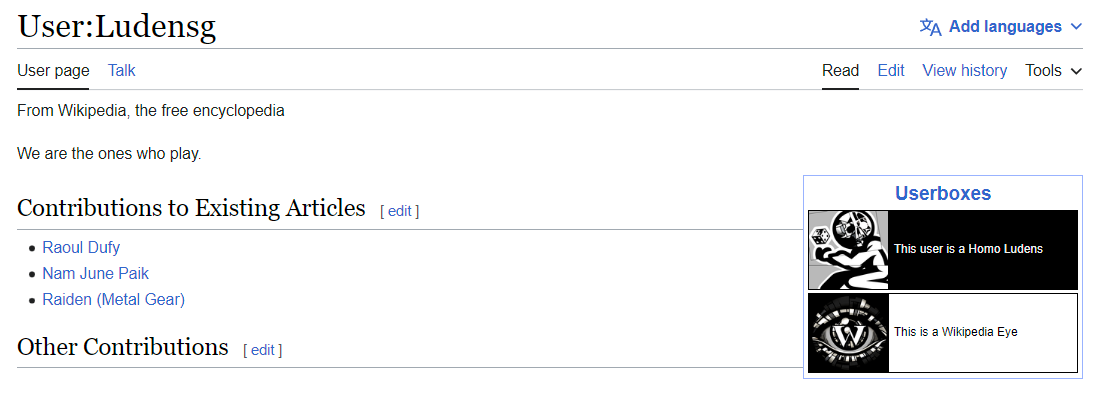 User:Ludensg
Add languages
User page Talk Read Edit View history Tools
From Wikipedia, the free encyclopedia
We are the ones who play.
Contributions to Existing Articles [ edit ]
Raoul Dufy
Nam June Paik
Raiden (Metal Gear)
Other Contributions [ edit ]
Userboxes
This user is a Homo Ludens
W
This is a Wikipedia Eye